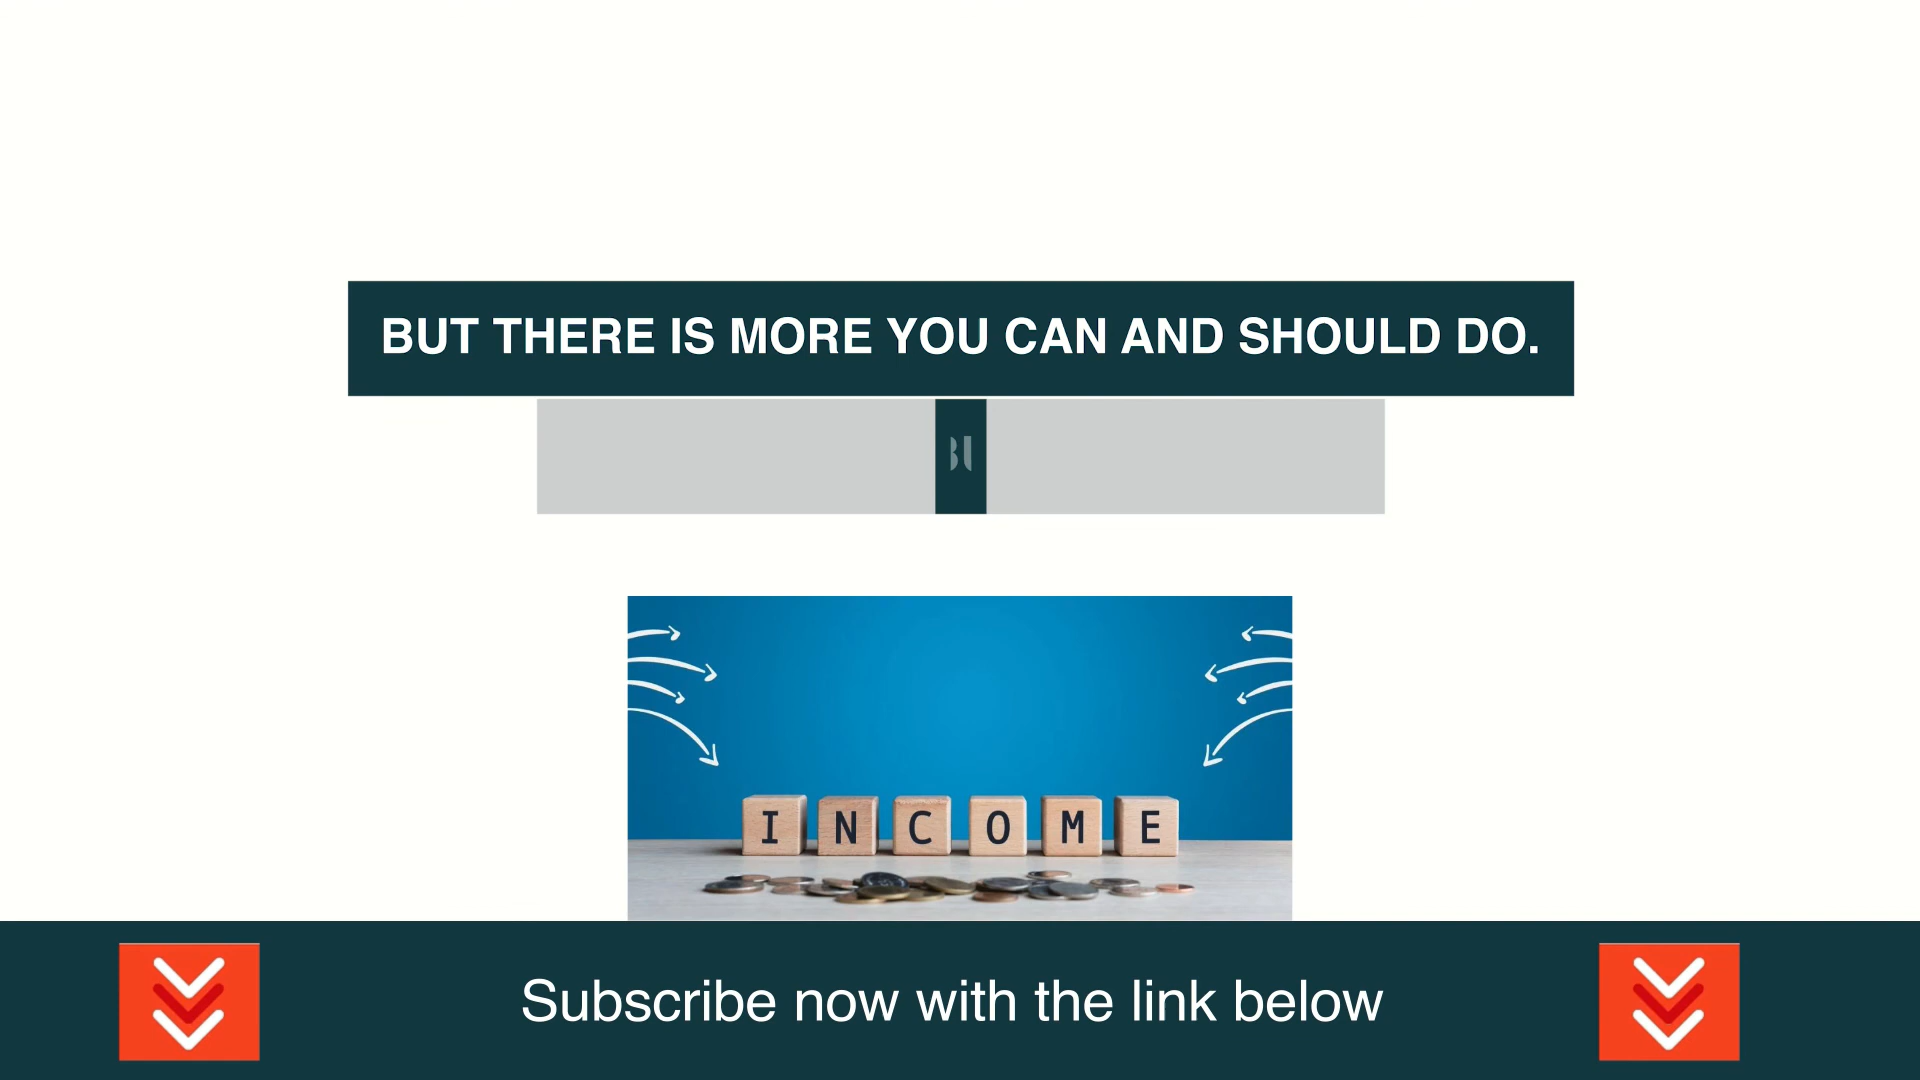 BUT THERE IS MORE YOU CAN AND SHOULD DO.
INCOME
Subscribe now with the link below